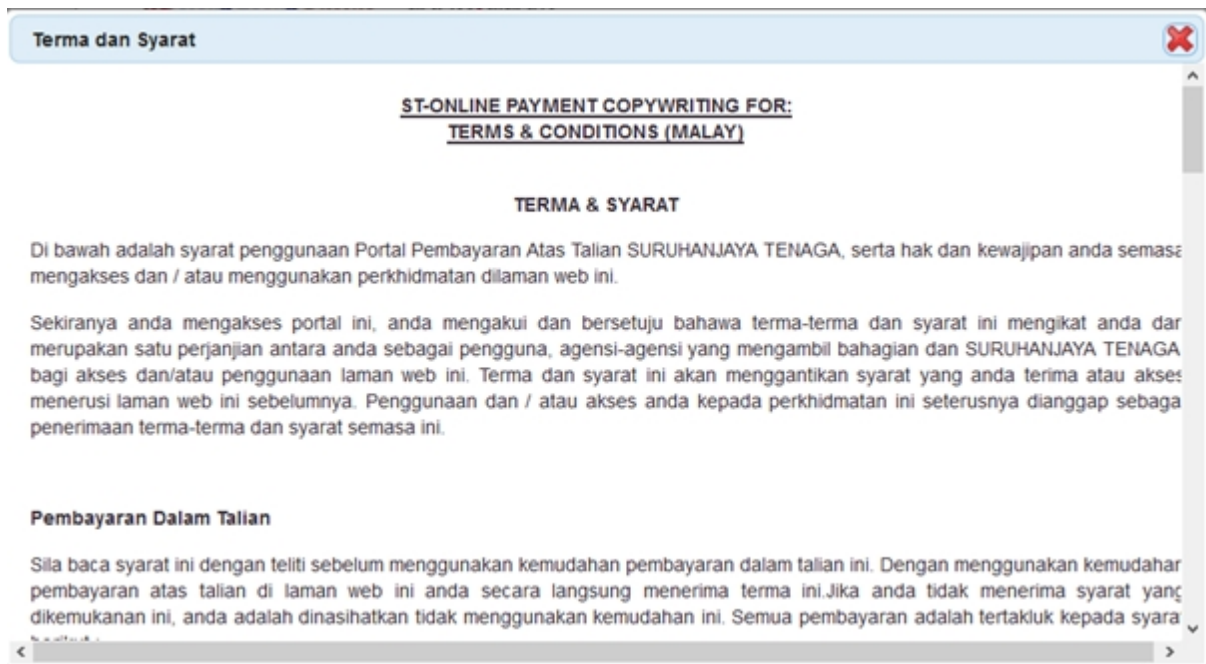 Terma dan Syarat
ST-ONLINE PAYMENT COPYWRITING FOR:
TERMS & CONDITIONS (MALAY)
TERMA & SYARAT
Di bawah adalah syarat penggunaan Portal Pembayaran Atas Talian SURUHANJAYA TENAGA, serta hak dan kewajipan anda semasa
mengakses dan / atau menggunakan perkhidmatan dilaman web ini.
Sekiranya anda mengakses portal ini, anda mengakui dan bersetuju bahawa terma-terma dan syarat ini mengikat anda dan
merupakan satu perjanjian antara anda sebagai pengguna, agensi-agensi yang mengambil bahagian dan SURUHANJAYA TENAGA
bagi akses dan/atau penggunaan laman web ini. Terma dan syarat ini akan menggantikan syarat yang anda terima atau akses
menerusi laman web ini sebelumnya. Penggunaan dan / atau akses anda kepada perkhidmatan ini seterusnya dianggap sebaga
penerimaan terma-terma dan syarat semasa ini.
Pembayaran Dalam Talian
Sila baca syarat ini dengan teliti sebelum menggunakan kemudahan pembayaran dalam talian ini. Dengan menggunakan kemudahan
pembayaran atas talian di laman web ini anda secara langsung menerima terma ini.Jika anda tidak menerima syarat yang
dikemukanan ini, anda adalah dinasihatkan tidak menggunakan kemudahan ini. Semua pembayaran adalah tertakluk kepada syara